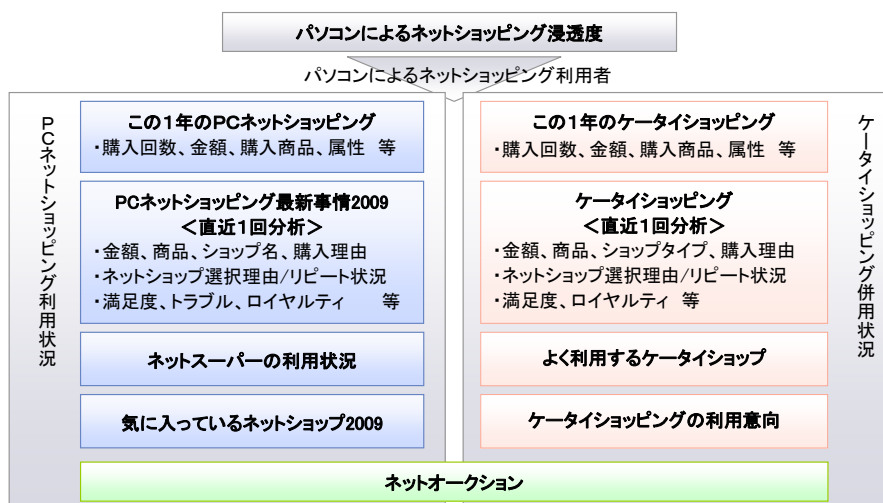 パソコンによるネットショッピング浸透度
パソコンによるネットショッピング利用者
PCネットショッピング利用状況
この1年のPCネットショッピング
・購入回数、金額、購入商品、属性 等
PCネットショッピング最新事情2009
＜直近1回分析＞
・金額、商品、ショップ名、購入理由
・ネットショップ選択理由/リピート状況
・満足度、トラブル、ロイヤルティ 等
ネットスーパーの利用状況
気に入っているネットショップ2009
この1年のケータイショッピング
・購入回数、金額、購入商品、属性 等
ケータイショッピング
＜直近1回分析＞
・金額、商品、ショップタイプ、購入理由
・ネットショップ選択理由/リピート状況
・満足度、ロイヤルティ 等
よく利用するケータイショップ
ケータイショッピングの利用意向
ケータイショッピング併用状況
ネットオークション